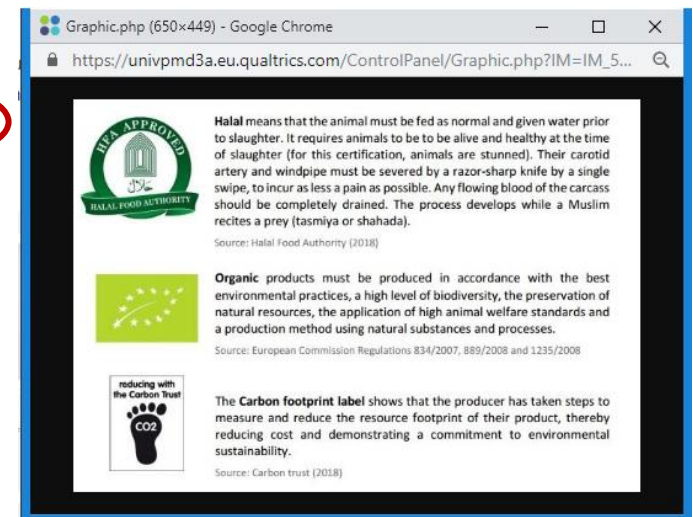 Graphic.php (650×449) - Google Chrome
https://univpmd3a.eu.qualtrics.com/ControlPanel/Graphic.php?IM=IM_5...
HFA APPROVED
حلال
HALAL FOOD AUTHORITY
Halal means that the animal must be fed as normal and given water prior
to slaughter. It requires animals to be to be alive and healthy at the time
of slaughter (for this certification, animals are stunned). Their carotid
artery and windpipe must be severed by a razor-sharp knife by a single
swipe, to incur as less a pain as possible. Any flowing blood of the carcass
should be completely drained. The process develops while a Muslim
recites a prey (tasmiya or shahada).
Source: Halal Food Authority (2018)
Organic products must be produced in accordance with the best
environmental practices, a high level of biodiversity, the preservation of
natural resources, the application of high animal welfare standards and
a production method using natural substances and processes.
Source: European Commission Regulations 834/2007, 889/2008 and 1235/2008
reducing with
the Carbon Trust
CO2
The Carbon footprint label shows that the producer has taken steps to
measure and reduce the resource footprint of their product, thereby
reducing cost and demonstrating a commitment to environmental
sustainability.
Source: Carbon trust (2018)